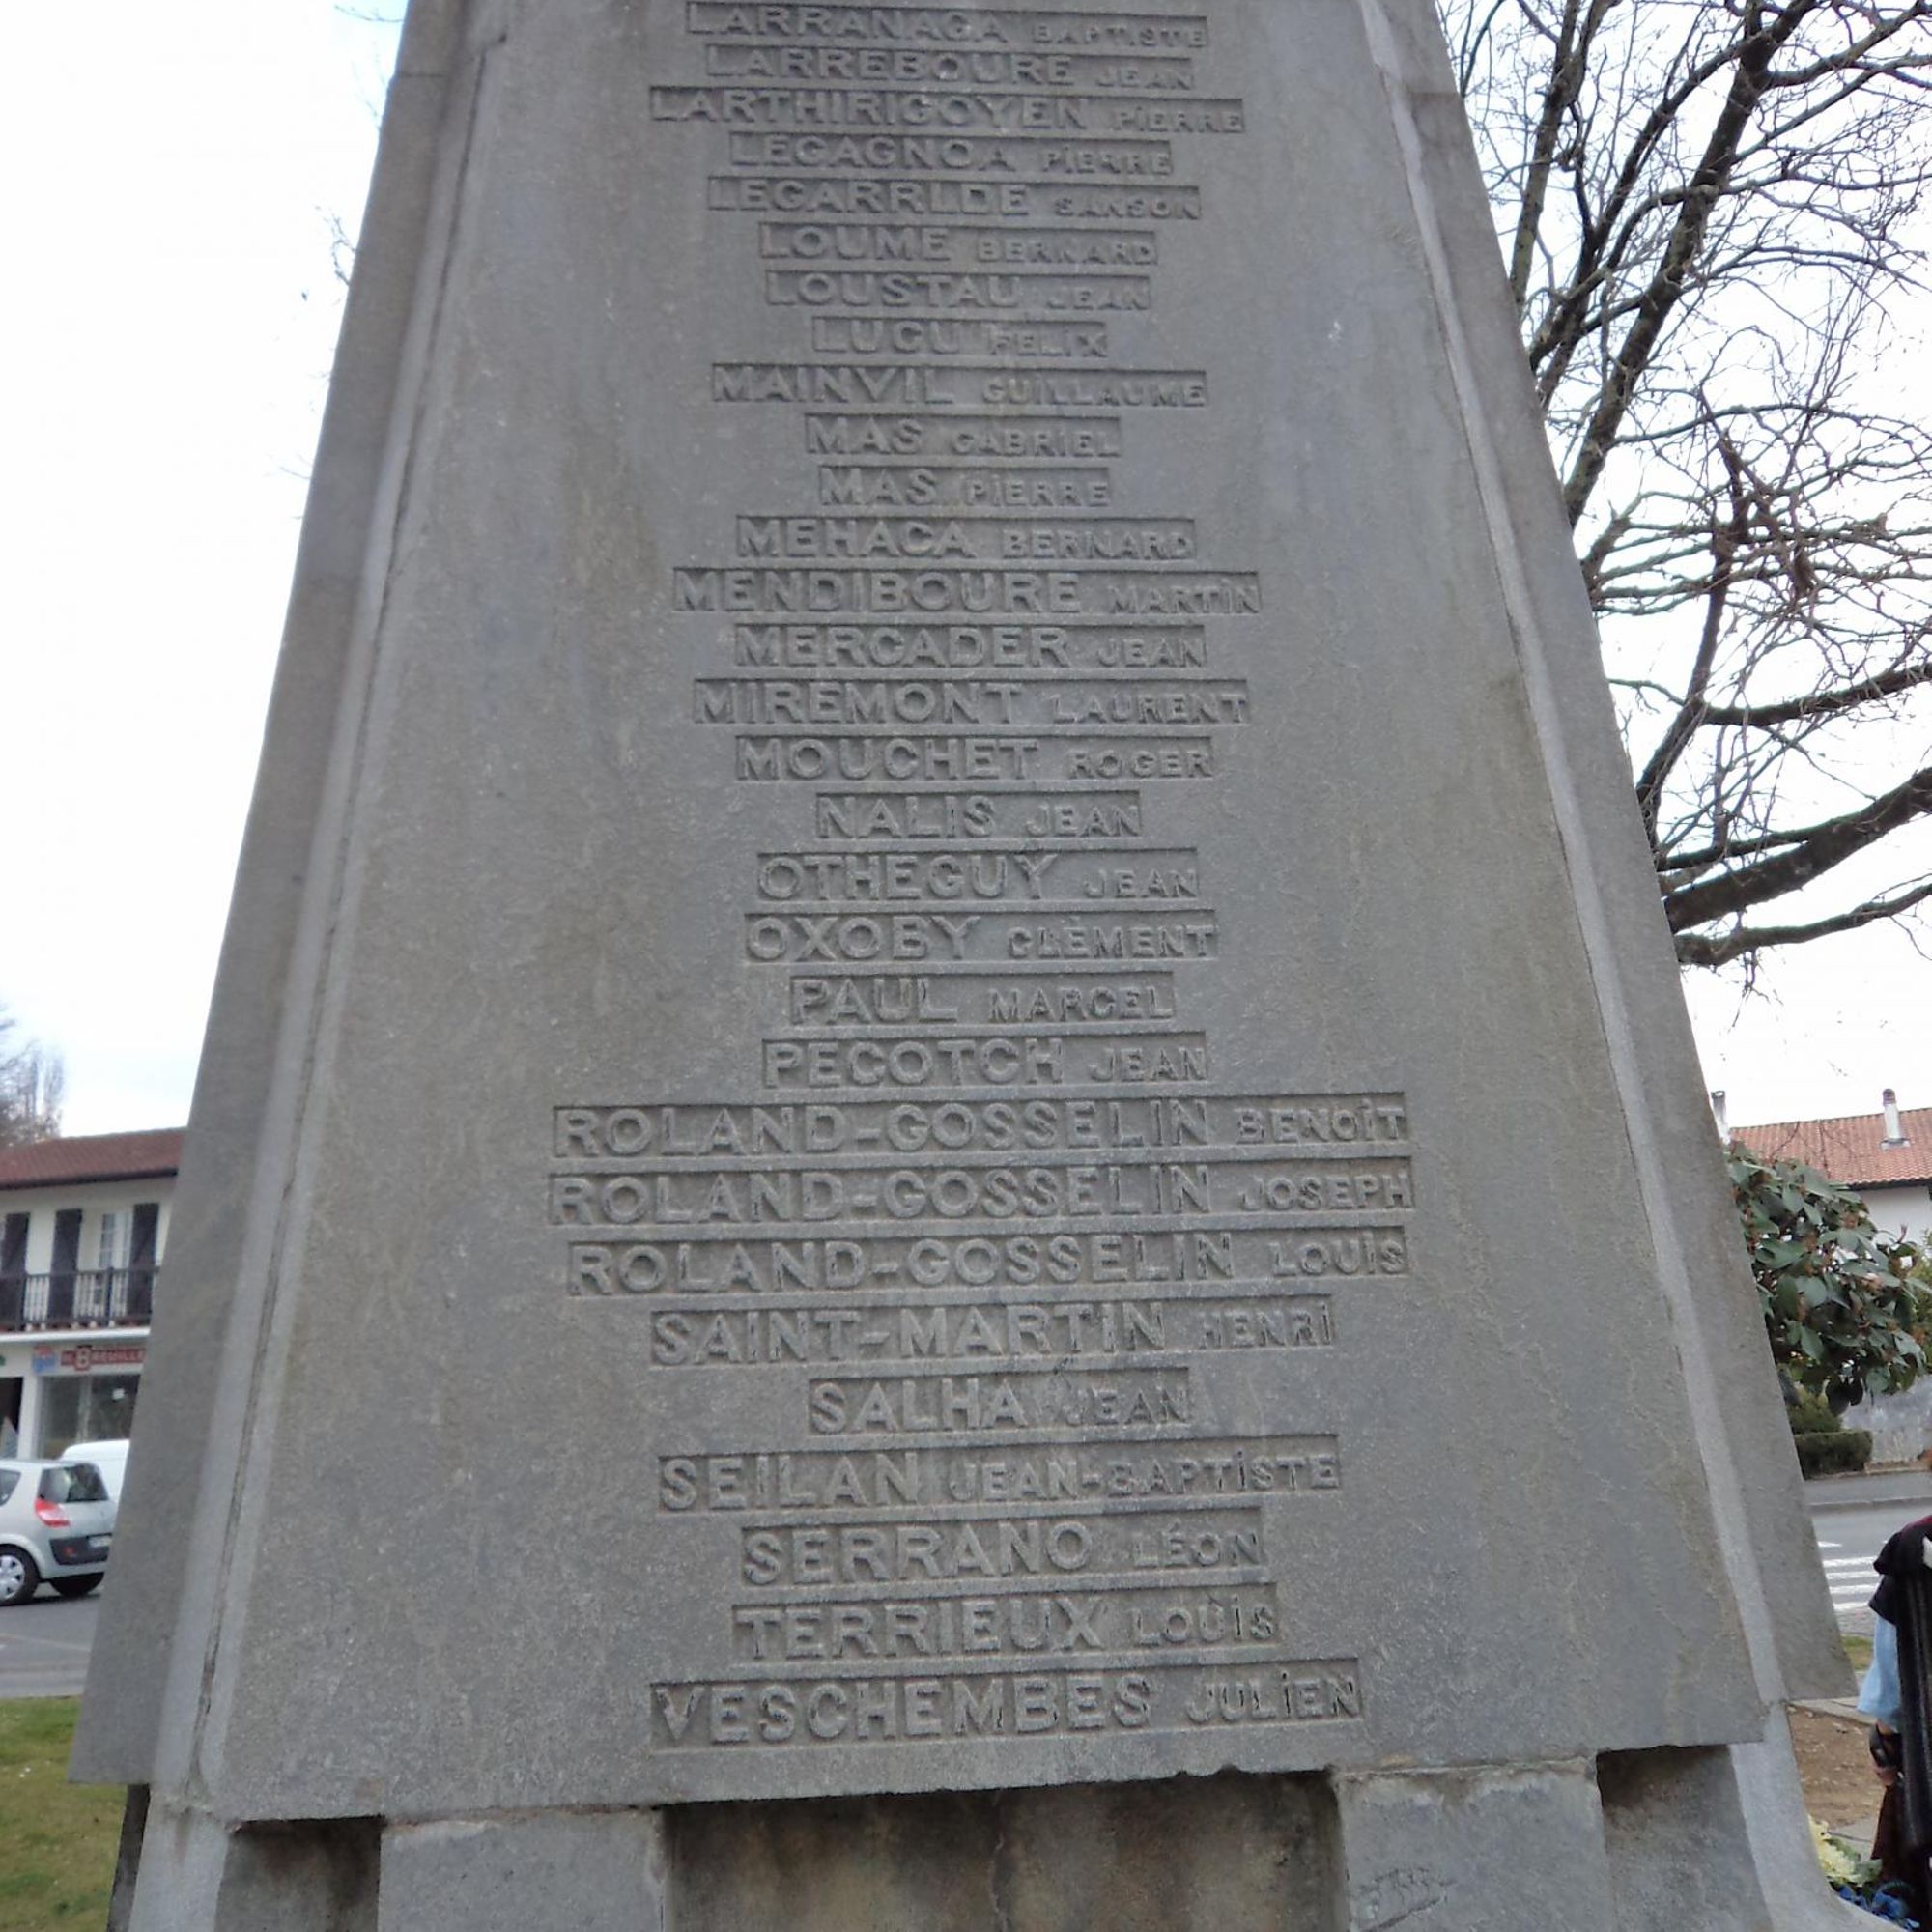 LARRANAGA BAPTISTE
LARREBOURE JEAN
LARTHIRIGOYEN PIERRE
LEGAGNOA PIERRE
LEGARRLDE SANSON
LOUME BERNARD
LOUSTAU JEAN
LUCU FELIX
MAINVIL GUILLAUME
MAS GABRIEL
MAS PIERRE
MEHACA BERNARD
MENDIBOURE MARTIN
MERCADER JEAN
MIREMONT LAURENT
MOUCHET ROGER
NALIS JEAN
OTHEGUY JEAN
OXOBY CLÉMENT
PAUL MARCEL
PECOTCH JEAN
ROLAND-GOSSELIN BENOIT
ROLAND-GOSSELIN JOSEPH
ROLAND-GOSSELIN LOUIS
SAINT-MARTIN HENRI
SALHA JEAN
SEILAN JEAN-BAPTISTE
SERRANO LÉON
TERRIEUX LOUIS
VESCHEMBES JULIEN